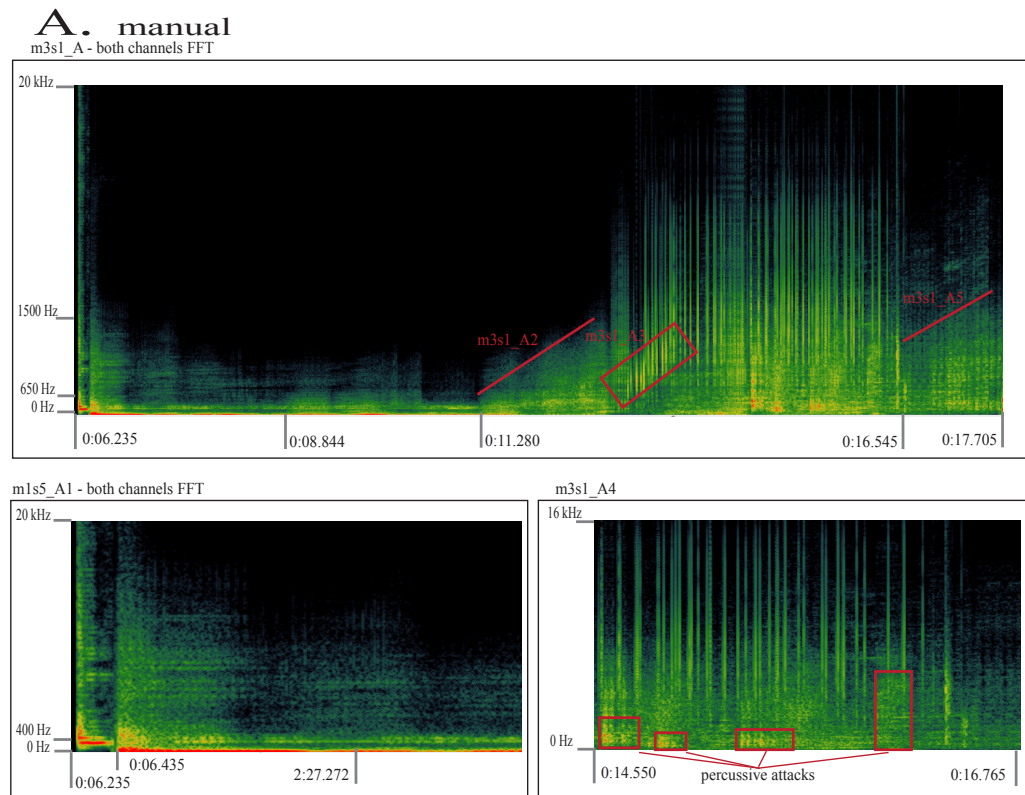 A. manual
m3s1_A - both channels FFT
20 kHz
1500 Hz
650 Hz
0 Hz
m3s1_A2
m3s1_A3
m3s1_A5
0:06.235
0:08.844
0:11.280
0:16.545
0:17.705
m1s5_A1 - both channels FFT
20 kHz
400 Hz
0 Hz
0:06.235
0:06.435
2:27.272
m3s1_A4
16 kHz
0 Hz
0:14.550
percussive attacks
0:16.765